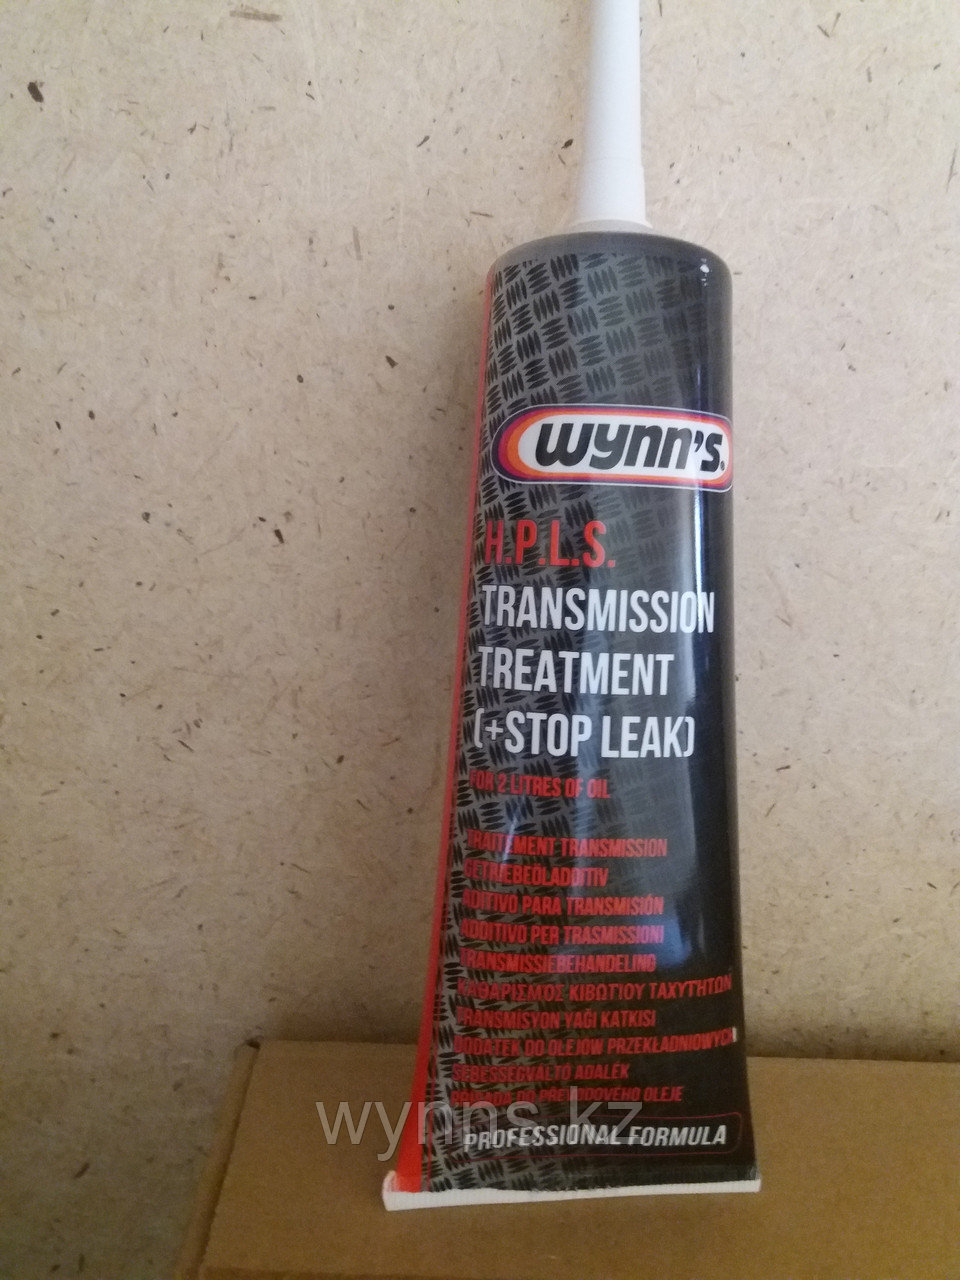 wynn's®
H.P.L.S.
TRANSMISSION
TREATMENT
(+STOP LEAK)
FOR 2 LITRES OF OIL
TRAITEMENT TRANSMISSION
GETRIEBEÖLADDITIV
ADITIVO PARA TRANSMISIÓN
ADDITIVO PER TRASMISSIONI
TRANSMISSIEBEHANDELING
ΚΑΘΑΡΙΣΜΟΣ ΚΙΒΩΤΙΟΥ ΤΑΧΥΤΗΤΩΝ
TRANSMİSYON YAĞI KATKISI
DODATEK DO OLEJÓW PRZEKŁADNIOWYCH
SEBESSÉGVÁLTÓ ADALÉK
PŘÍSADA DO PŘEVODOVÉHO OLEJE
wynns.kz
PROFESSIONAL FORMULA